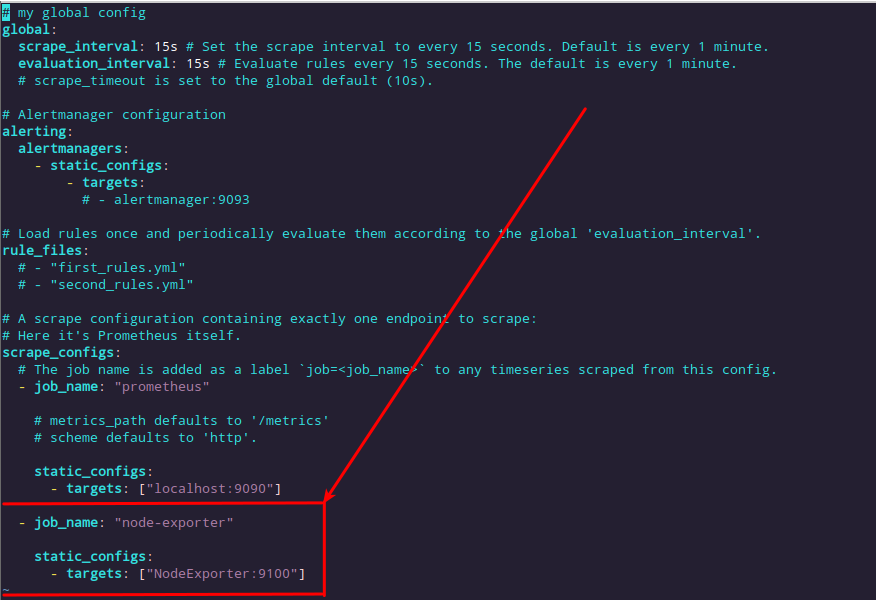 # my global config
global:
  scrape_interval: 15s # Set the scrape interval to every 15 seconds. Default is every 1 minute.
  evaluation_interval: 15s # Evaluate rules every 15 seconds. The default is every 1 minute.
  # scrape_timeout is set to the global default (10s).

# Alertmanager configuration
alerting:
  alertmanagers:
    - static_configs:
        - targets:
          # - alertmanager:9093

# Load rules once and periodically evaluate them according to the global 'evaluation_interval'.
rule_files:
  # - "first_rules.yml"
  # - "second_rules.yml"

# A scrape configuration containing exactly one endpoint to scrape:
# Here it's Prometheus itself.
scrape_configs:
  # The job name is added as a label `job=<job_name>` to any timeseries scraped from this config.
  - job_name: "prometheus"

    # metrics_path defaults to '/metrics'
    # scheme defaults to 'http'.

    static_configs:
      - targets: ["localhost:9090"]

  - job_name: "node-exporter"

    static_configs:
      - targets: ["NodeExporter:9100"]
~